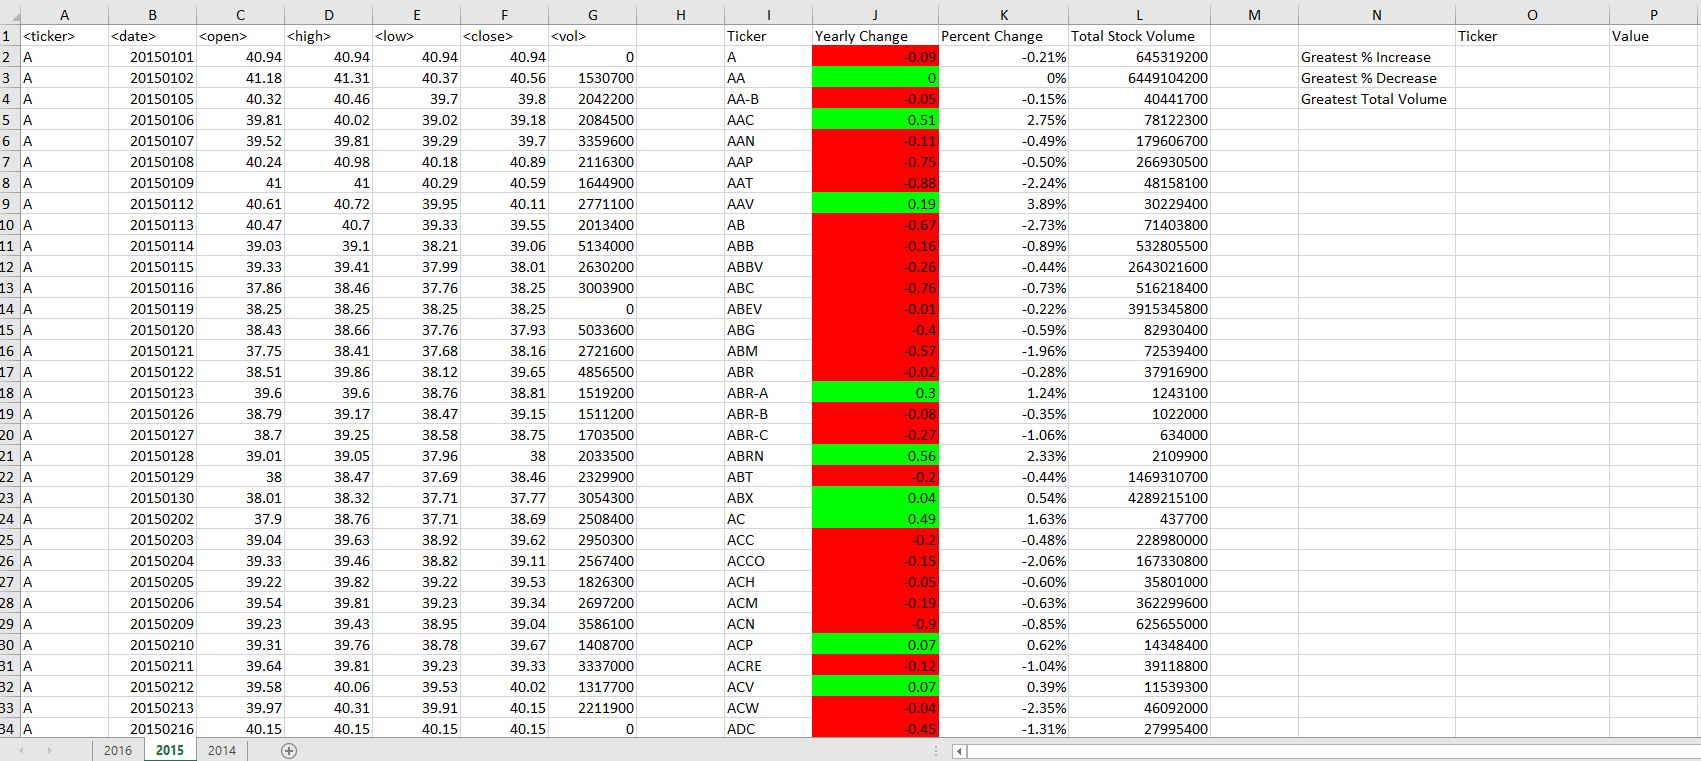 A B C D E F G H I J K L M N O P
1 <ticker> <date> <open> <high> <low> <close> <vol> Ticker Yearly Change Percent Change Total Stock Volume Ticker Value
2 A 20150101 40.94 40.94 40.94 40.94 0 A -0.09 -0.21% 645319200 Greatest % Increase
3 A 20150102 41.18 41.31 40.37 40.56 1530700 AA 0 0% 6449104200 Greatest % Decrease
4 A 20150105 40.32 40.46 39.7 39.8 2042200 AA-B -0.05 -0.15% 40441700 Greatest Total Volume
5 A 20150106 39.81 40.02 39.02 39.18 2084500 AAC 0.51 2.75% 78122300
6 A 20150107 39.52 39.81 39.29 39.7 3359600 AAN -0.11 -0.49% 179606700
7 A 20150108 40.24 40.98 40.18 40.89 2116300 AAP -0.75 -0.50% 266930500
8 A 20150109 41 41 40.29 40.59 1644900 AAT -0.88 -2.24% 48158100
9 A 20150112 40.61 40.72 39.95 40.11 2771100 AAV 0.19 3.89% 30229400
10 A 20150113 40.47 40.7 39.33 39.55 2013400 AB -0.67 -2.73% 71403800
11 A 20150114 39.03 39.1 38.21 39.06 5134000 ABB -0.16 -0.89% 532805500
12 A 20150115 39.33 39.41 37.99 38.01 2630200 ABBV -0.26 -0.44% 2643021600
13 A 20150116 37.86 38.46 37.76 38.25 3003900 ABC -0.76 -0.73% 516218400
14 A 20150119 38.25 38.25 38.25 38.25 0 ABEV -0.01 -0.22% 3915345800
15 A 20150120 38.43 38.66 37.76 37.93 5033600 ABG -0.4 -0.59% 82930400
16 A 20150121 37.75 38.41 37.68 38.16 2721600 ABM -0.57 -1.96% 72539400
17 A 20150122 38.51 39.86 38.12 39.65 4856500 ABR -0.02 -0.28% 37916900
18 A 20150123 39.6 39.6 38.76 38.81 1519200 ABR-A 0.3 1.24% 1243100
19 A 20150126 38.79 39.17 38.47 39.15 1511200 ABR-B -0.08 -0.35% 1022000
20 A 20150127 38.7 39.25 38.58 38.75 1703500 ABR-C -0.27 -1.06% 634000
21 A 20150128 39.01 39.05 37.96 38 2033500 ABRN 0.56 2.33% 2109900
22 A 20150129 38 38.47 37.69 38.46 2329900 ABT -0.2 -0.44% 1469310700
23 A 20150130 38.01 38.32 37.71 37.77 3054300 ABX 0.04 0.54% 4289215100
24 A 20150202 37.9 38.76 37.71 38.69 2508400 AC 0.49 1.63% 437700
25 A 20150203 39.04 39.63 38.92 39.62 2950300 ACC -0.2 -0.48% 228980000
26 A 20150204 39.33 39.46 38.82 39.11 2567400 ACCO -0.15 -2.06% 167330800
27 A 20150205 39.22 39.82 39.22 39.53 1826300 ACH -0.05 -0.60% 35801000
28 A 20150206 39.54 39.81 39.23 39.34 2697200 ACM -0.19 -0.63% 362299600
29 A 20150209 39.23 39.43 38.95 39.04 3586100 ACN -0.9 -0.85% 625655000
30 A 20150210 39.31 39.76 38.78 39.67 1408700 ACP 0.07 0.62% 14348400
31 A 20150211 39.64 39.81 39.23 39.33 3337000 ACRE -0.12 -1.04% 39118800
32 A 20150212 39.58 40.06 39.53 40.02 1317700 ACV 0.07 0.39% 11539300
33 A 20150213 39.97 40.31 39.91 40.15 2211900 ACW -0.04 -2.35% 46092000
34 A 20150216 40.15 40.15 40.15 40.15 0 ADC -0.45 -1.31% 27995400
2016 2015 2014